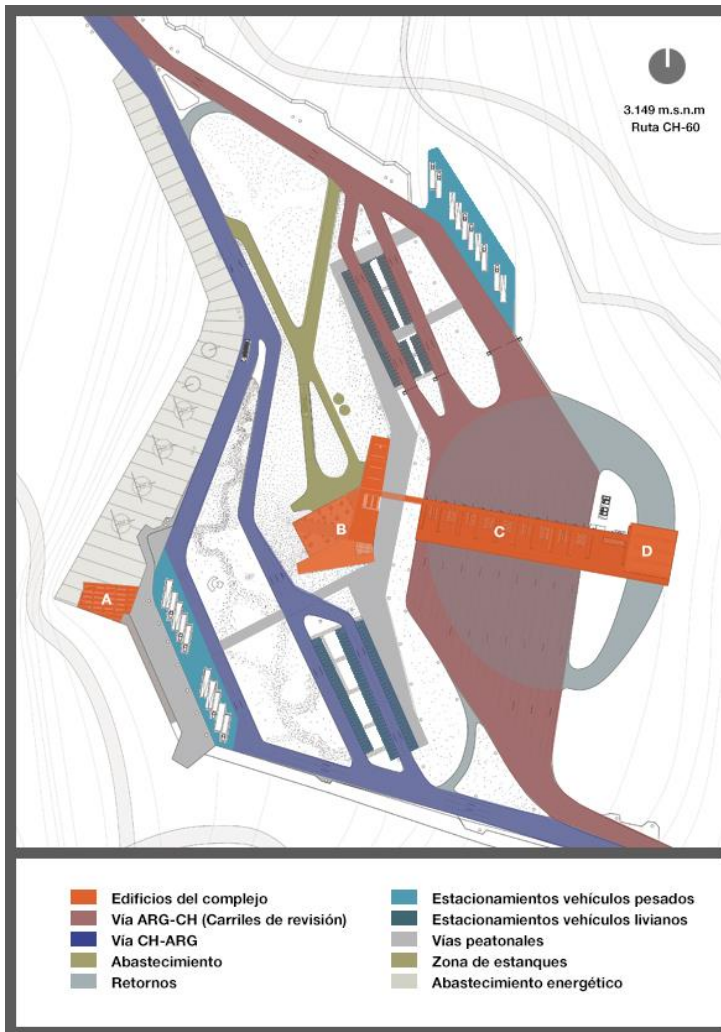 3.149 m.s.n.m
Ruta CH-60
B
C
D
A
Edificios del complejo
Vía ARG-CH (Carriles de revisión)
Vía CH-ARG
Abastecimiento
Retornos
Estacionamientos vehículos pesados
Estacionamientos vehículos livianos
Vías peatonales
Zona de estanques
Abastecimiento energético